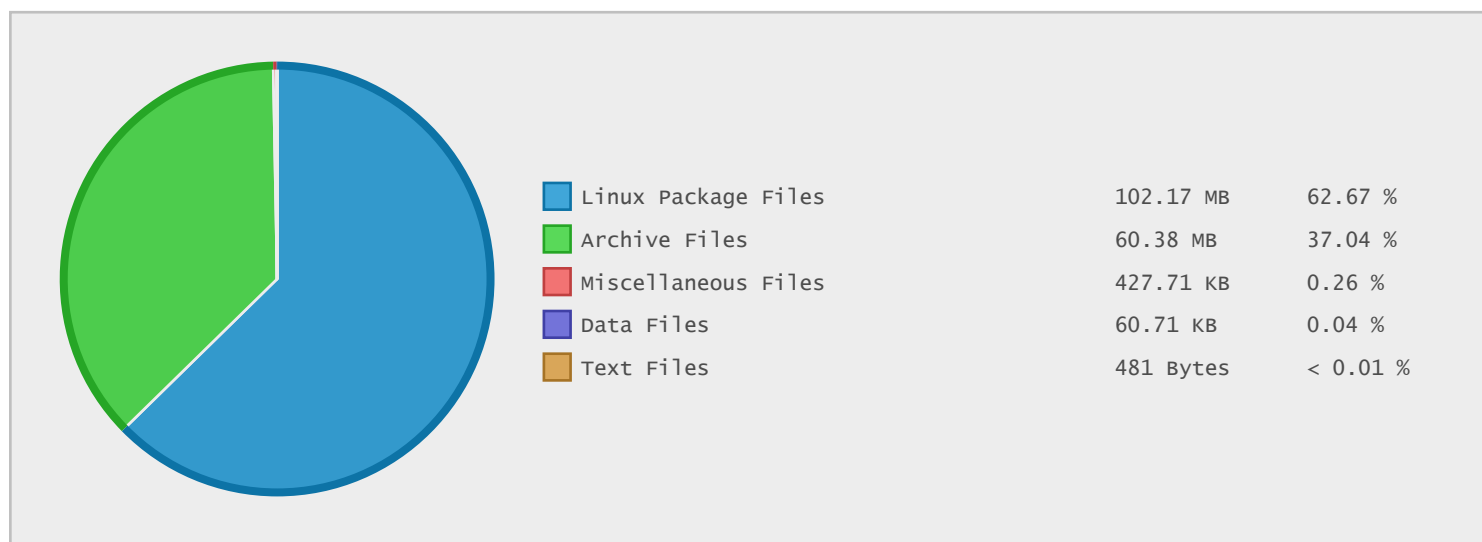 Linux Package Files 102.17 MB 62.67 %
Archive Files 60.38 MB 37.04 %
Miscellaneous Files 427.71 KB 0.26 %
Data Files 60.71 KB 0.04 %
Text Files 481 Bytes < 0.01 %